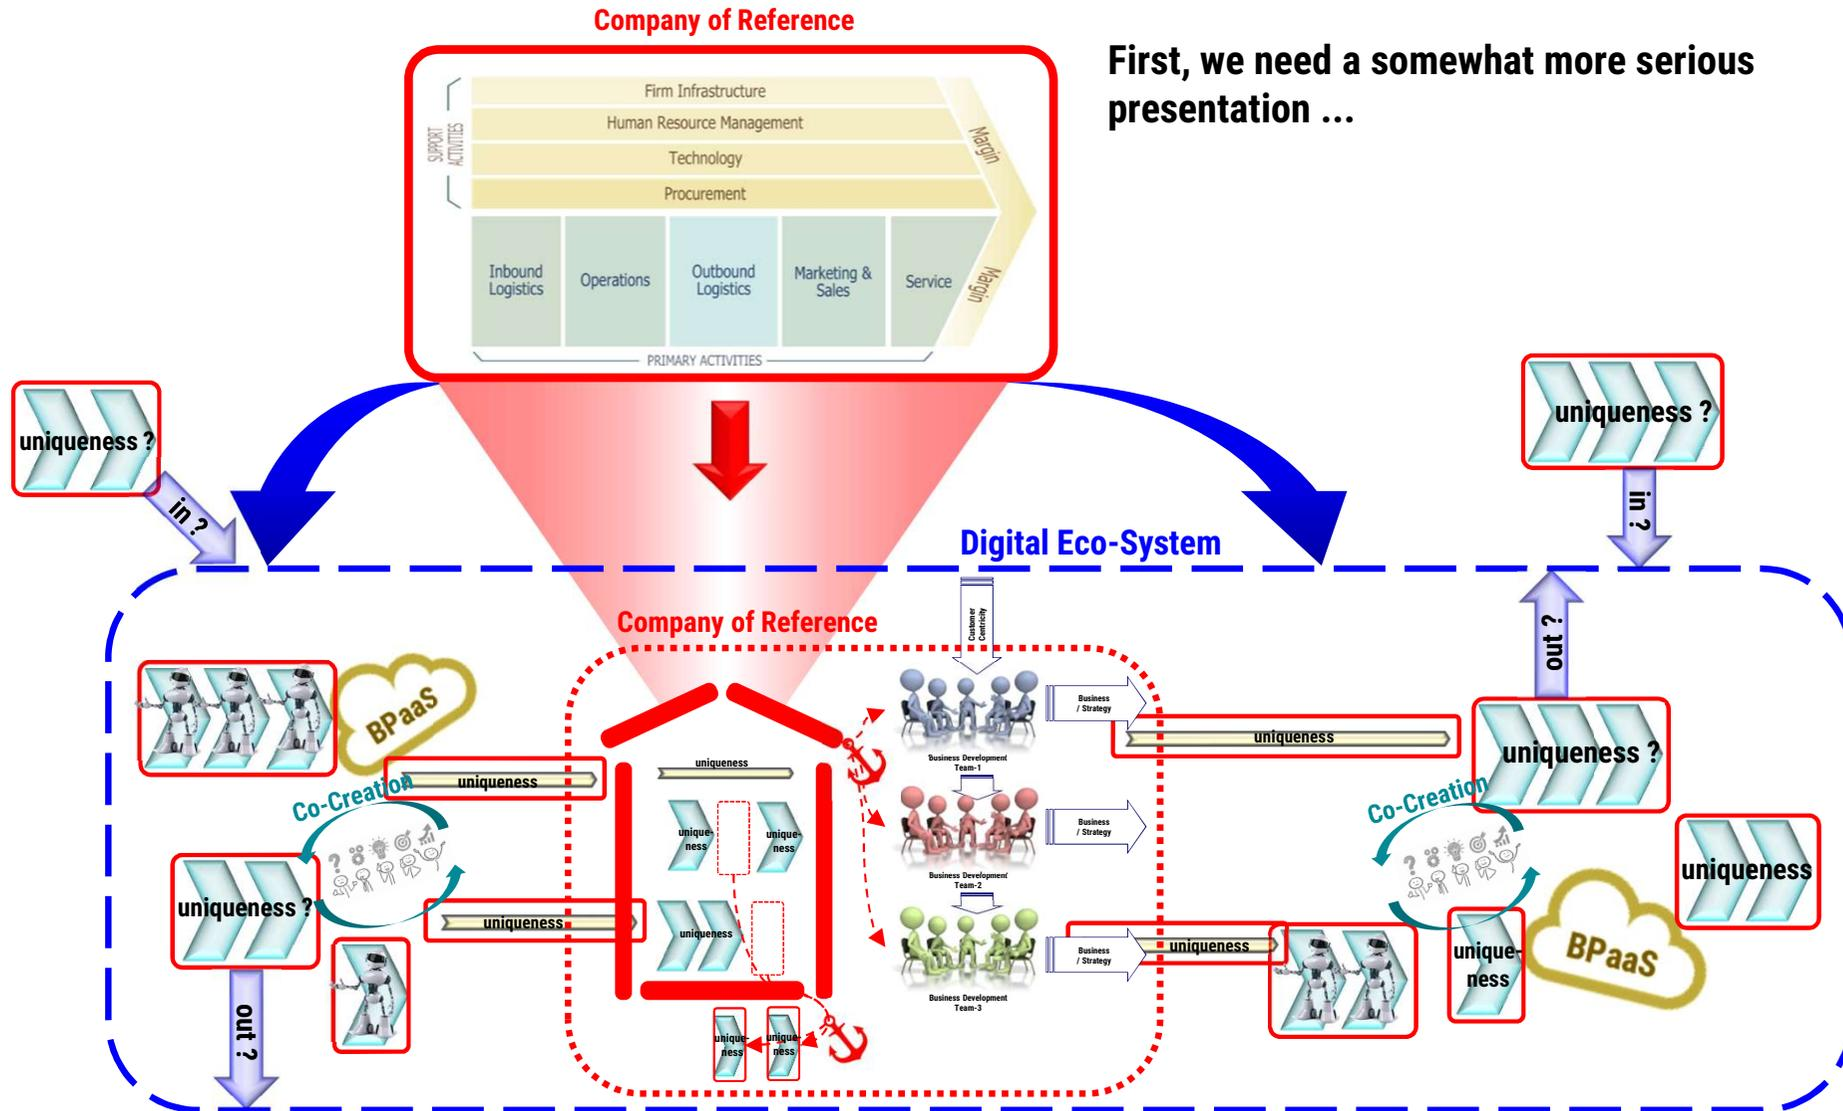 Company of Reference
First, we need a somewhat more serious
presentation ...
SUPPORT
ACTIVITIES
Firm Infrastructure
Human Resource Management
Technology
Procurement
Margin
Inbound
Logistics
Operations
Outbound
Logistics
Marketing &
Sales
Service
Margin
PRIMARY ACTIVITIES
uniqueness ?
in ?
uniqueness ?
in ?
Digital Eco-System
Company of Reference
Customer
Centricity
out ?
BPaaS
uniqueness
Co-Creation
uniqueness ?
uniqueness
out ?
uniqueness
unique-
ness
unique-
ness
uniqueness
unique-
ness
unique-
ness
Business Development
Team-1
Business
/ Strategy
Business Development
Team-2
Business
/ Strategy
Business Development
Team-3
Business
/ Strategy
uniqueness
uniqueness ?
Co-Creation
uniqueness
uniqueness
unique-
ness
BPaaS